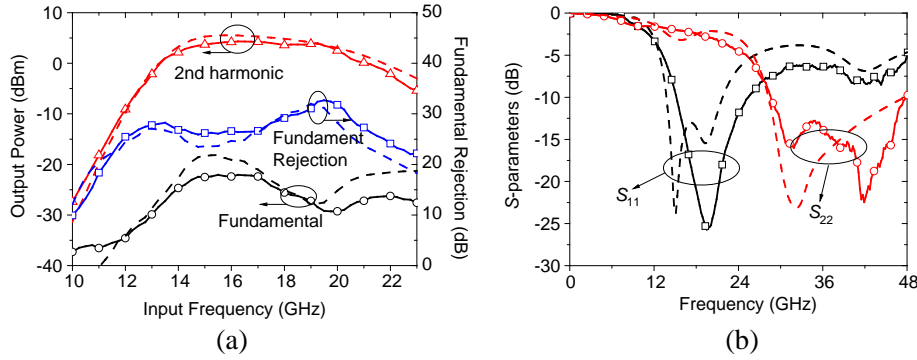 10
0
-10
-20
-30
-40
Output Power (dBm)
50
40
30
20
10
0
Fundamental Rejection
(dB)
2nd harmonic
Fundament
Rejection
Fundamental
10 12 14 16 18 20 22
Input Frequency (GHz)
(a)
0
-5
-10
-15
-20
-25
-30
S-parameters (dB)
S11
S22
0 12 24 36 48
Frequency (GHz)
(b)